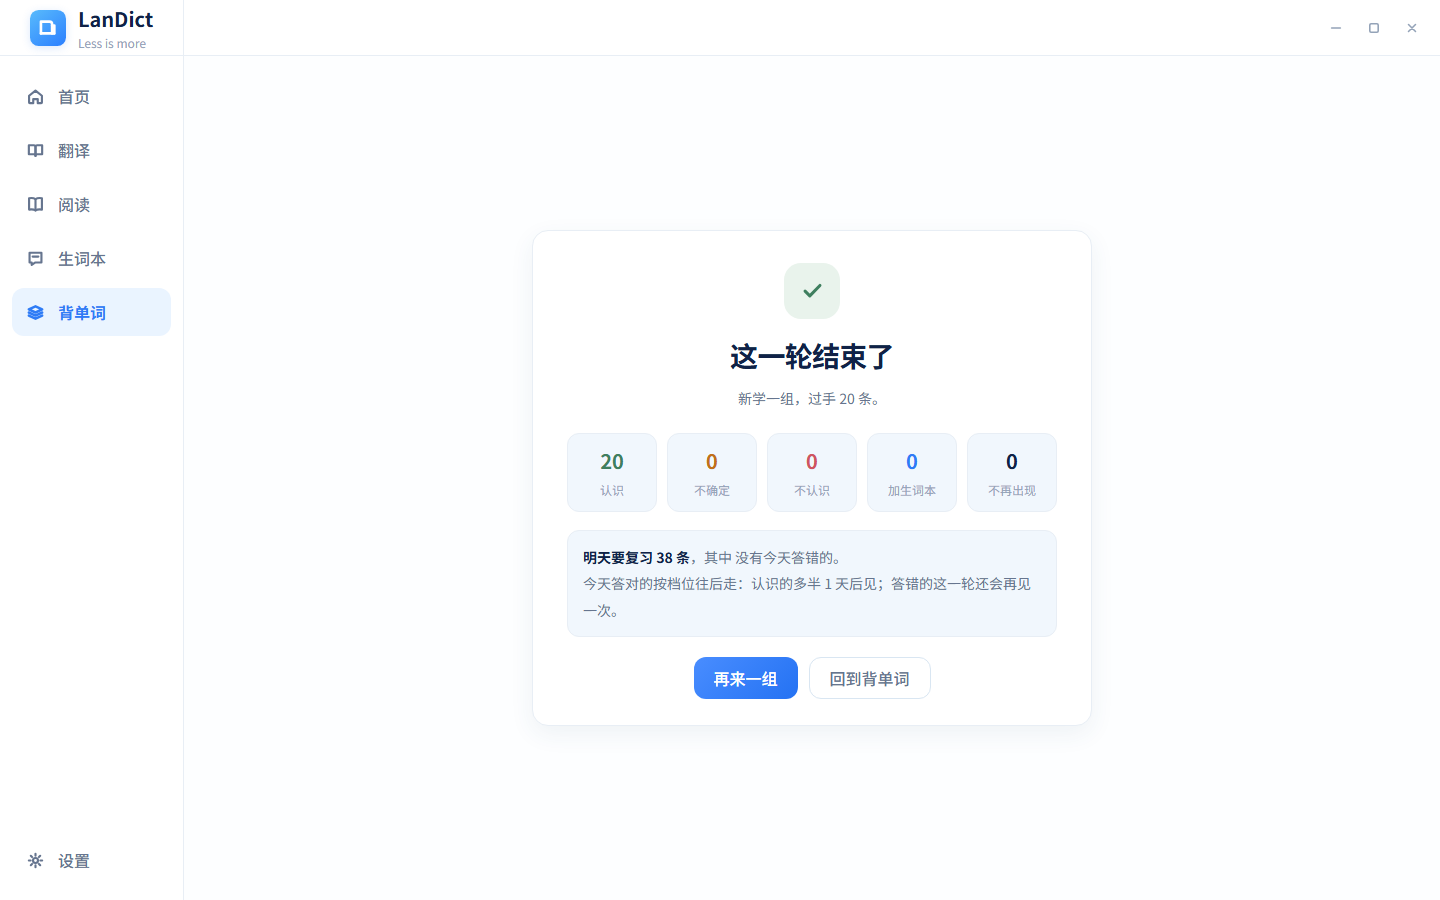 LanDict
Less is more
首页
翻译
阅读
生词本
背单词
设置
这一轮结束了
新学一组，过手 20 条。
20
认识
0
不确定
0
不认识
0
加生词本
0
不再出现
明天要复习 38 条，其中 没有今天答错的。
今天答对的按档位往后走：认识的多半 1 天后见；答错的这一轮还会再见
一次。
再来一组
回到背单词